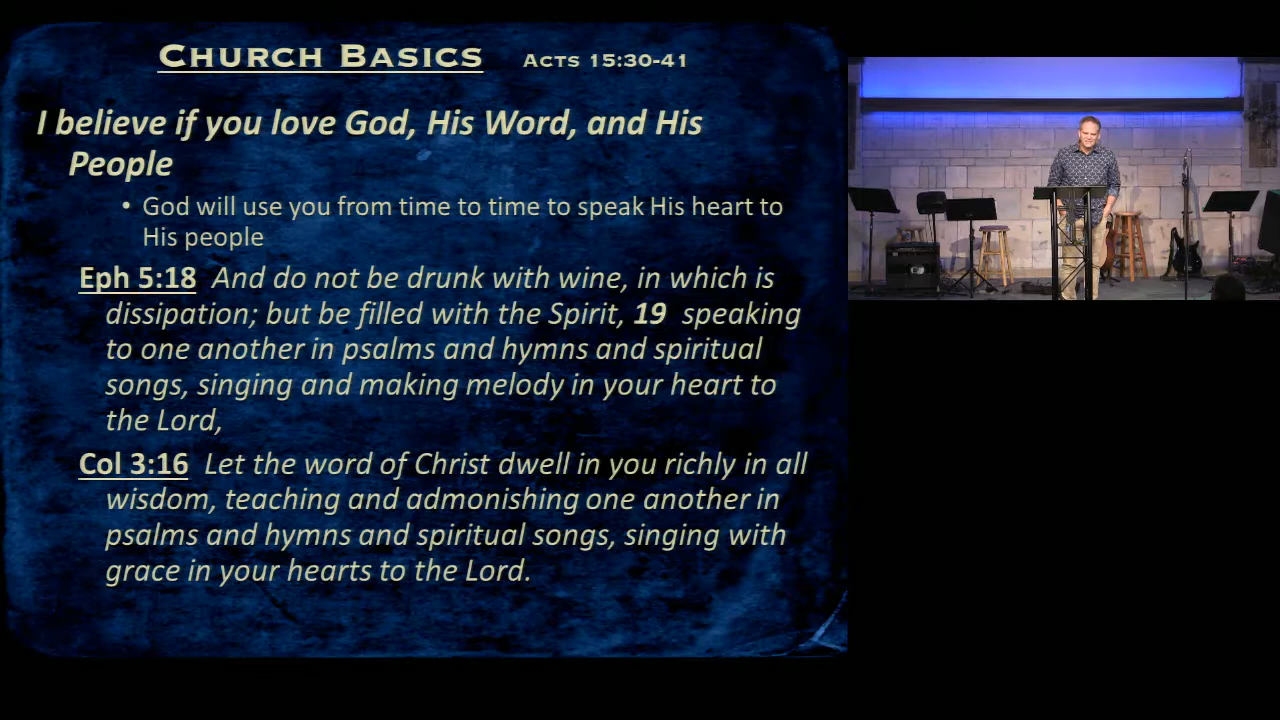 CHURCH BASICS ACTS 15:30-41
I believe if you love God, His Word, and His
People
• God will use you from time to time to speak His heart to
His people
Eph 5:18 And do not be drunk with wine, in which is
dissipation; but be filled with the Spirit, 19 speaking
to one another in psalms and hymns and spiritual
songs, singing and making melody in your heart to
the Lord,
Col 3:16 Let the word of Christ dwell in you richly in all
wisdom, teaching and admonishing one another in
psalms and hymns and spiritual songs, singing with
grace in your hearts to the Lord.